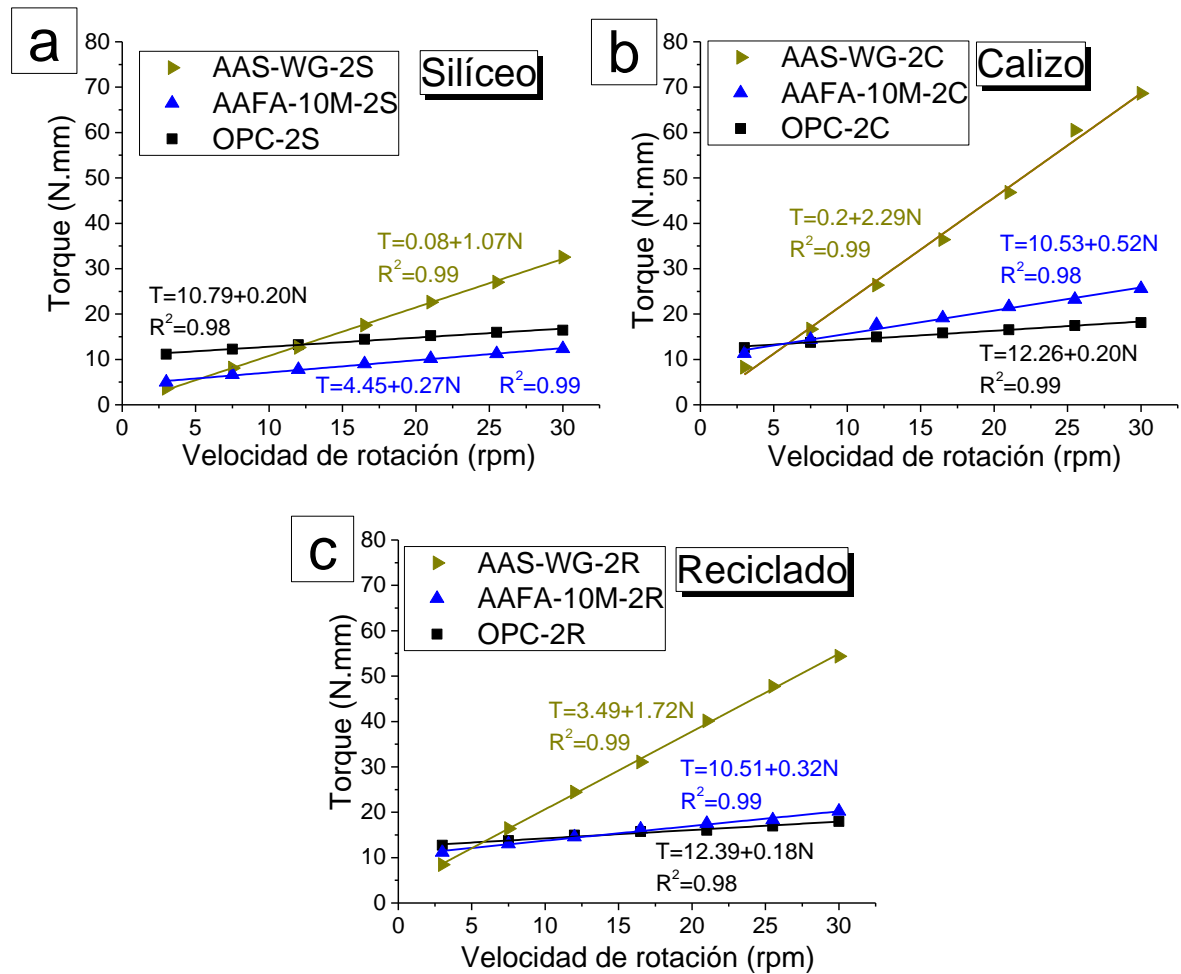 a
Silíceo
AAS-WG-2S
AAFA-10M-2S
OPC-2S
T=0.08+1.07N
R²=0.99
T=10.79+0.20N
R²=0.98
T=4.45+0.27N R²=0.99
Torque (N.mm)
80
70
60
50
40
30
20
10
0
0 5 10 15 20 25 30
Velocidad de rotación (rpm)
b
Calizo
AAS-WG-2C
AAFA-10M-2C
OPC-2C
T=0.2+2.29N
R²=0.99
T=10.53+0.52N
R²=0.98
T=12.26+0.20N
R²=0.99
Torque (N.mm)
80
70
60
50
40
30
20
10
0
0 5 10 15 20 25 30
Velocidad de rotación (rpm)
c
Reciclado
AAS-WG-2R
AAFA-10M-2R
OPC-2R
T=3.49+1.72N
R²=0.99
T=10.51+0.32N
R²=0.99
T=12.39+0.18N
R²=0.98
Torque (N.mm)
80
70
60
50
40
30
20
10
0
0 5 10 15 20 25 30
Velocidad de rotación (rpm)